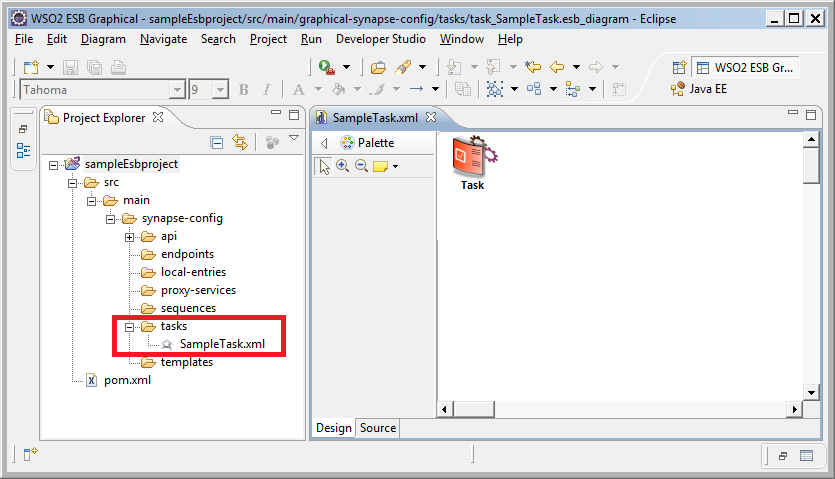 WSO2 ESB Graphical - sampleEsbproject/src/main/graphical-synapse-config/tasks/task_SampleTask.esb_diagram - Eclipse
File Edit Diagram Navigate Search Project Run Developer Studio Window Help
WSO2 ESB Gr...
Tahoma 9 B I A
Java EE
Project Explorer
SampleTask.xml
Palette
Task
sampleEsbproject
src
main
synapse-config
api
endpoints
local-entries
proxy-services
sequences
tasks
SampleTask.xml
templates
pom.xml
Design Source